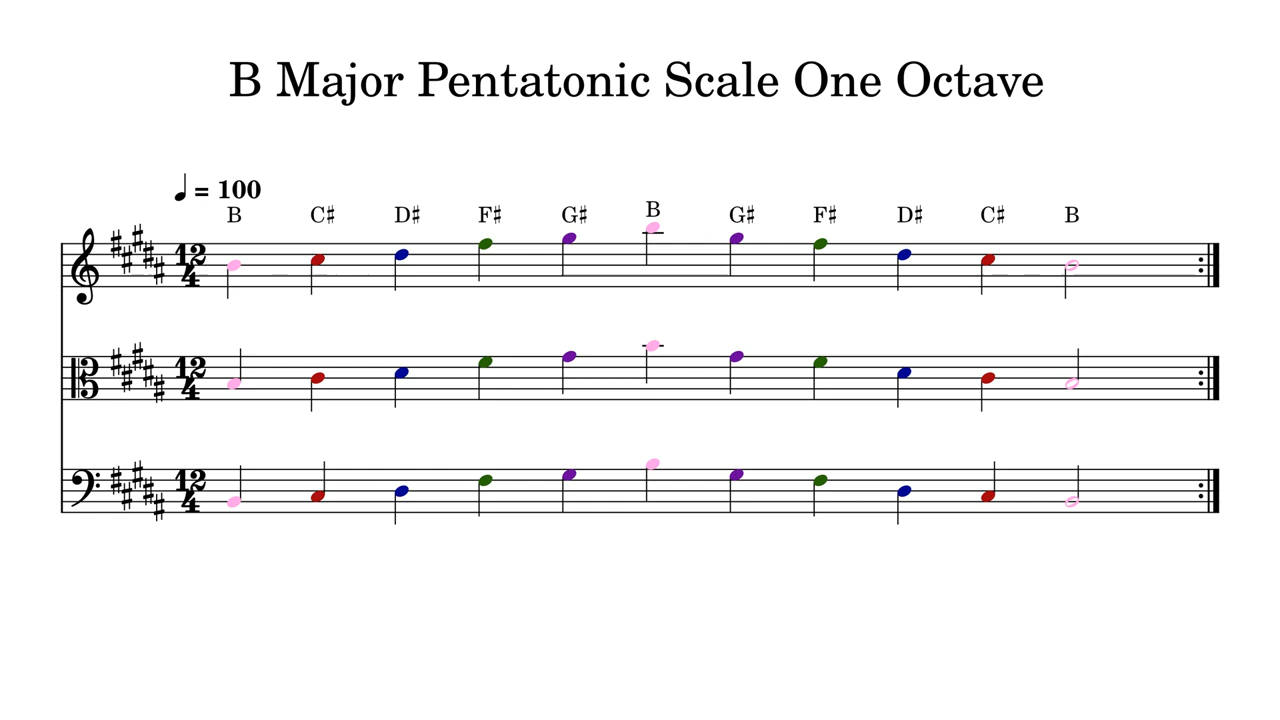 B Major Pentatonic Scale One Octave
♩ = 100
B C♯ D♯ F♯ G♯ B G♯ F♯ D♯ C♯ B
12
4
12
4
12
4